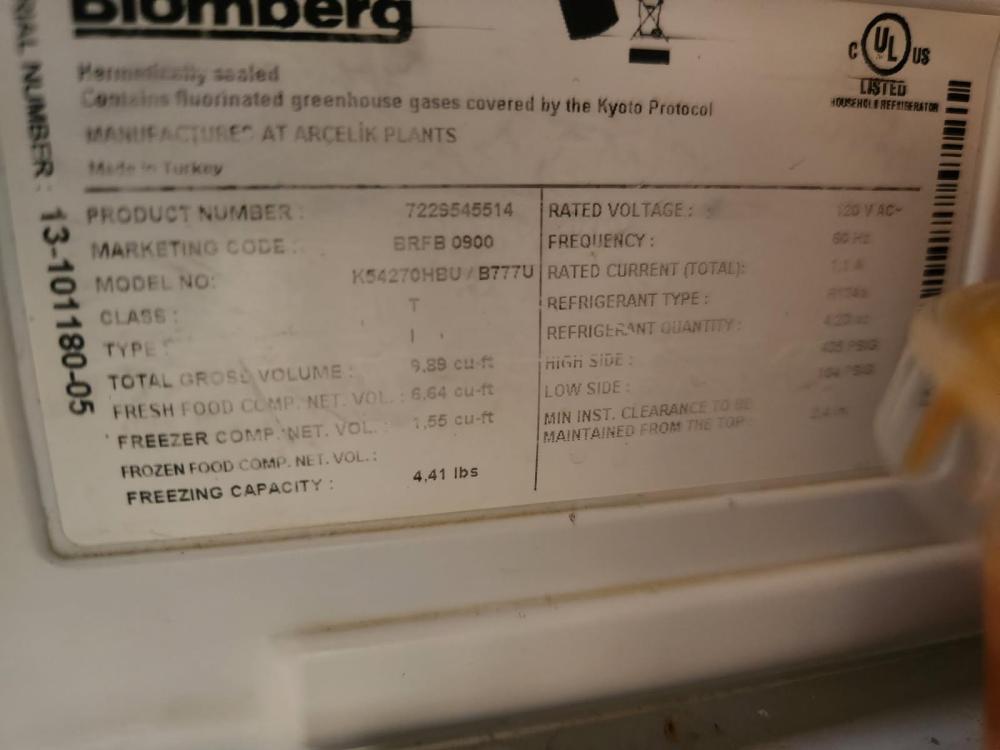 Blomberg
Hermetically sealed
Contains fluorinated greenhouse gases covered by the Kyoto Protocol
MANUFACTURES AT ARÇELİK PLANTS
Made in Turkey
C UL US
LISTED
HOUSEHOLD REFRIGERATOR
NUMBER : 13-101180-05
PRODUCT NUMBER : 7229545514
MARKETING CODE : BRFB 0900
MODEL NO: K54270HBU / B777U
CLASS : T
TYPE : I
TOTAL GROSS VOLUME : 9,89 cu-ft
FRESH FOOD COMP. NET. VOL. : 6,64 cu-ft
FREEZER COMP. NET. VOL. : 1,55 cu-ft
FROZEN FOOD COMP. NET. VOL. :
FREEZING CAPACITY : 4,41 lbs
RATED VOLTAGE : 120 V AC~
FREQUENCY : 60 Hz
RATED CURRENT (TOTAL):
REFRIGERANT TYPE :
REFRIGERANT QUANTITY :
HIGH SIDE : PSIG
LOW SIDE : PSIG
MIN INST. CLEARANCE TO BE
MAINTAINED FROM THE TOP :